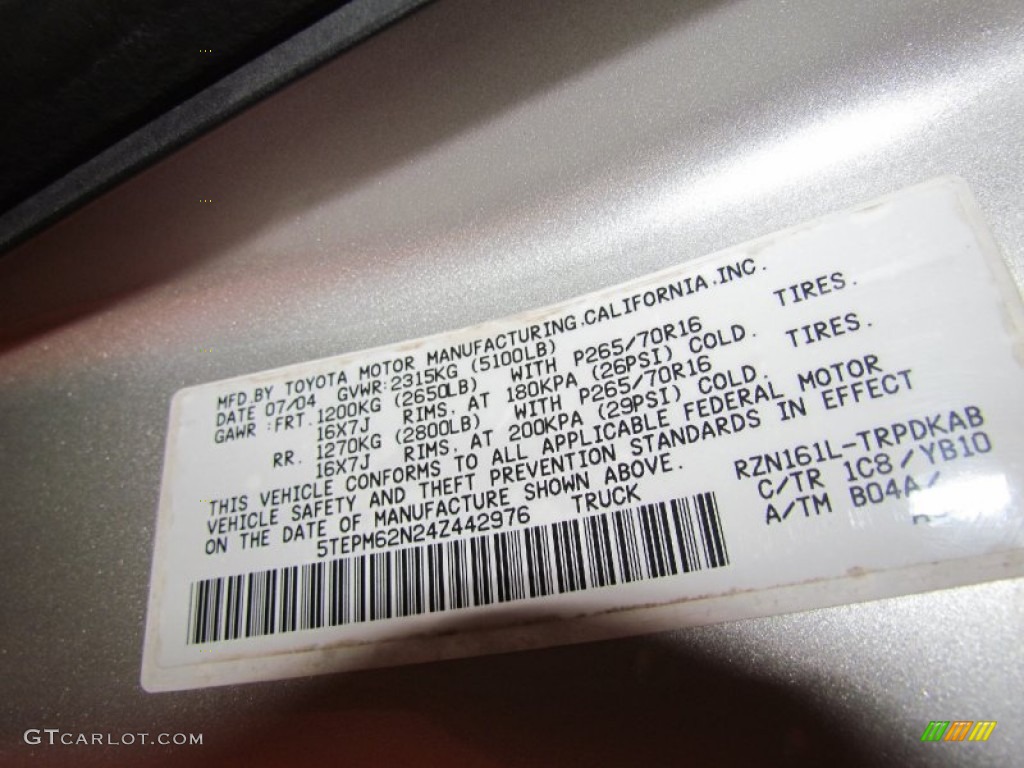 MFD.BY TOYOTA MOTOR MANUFACTURING.CALIFORNIA.INC.
DATE 07/04 GVWR:2315KG (5100LB)
GAWR :FRT.1200KG (2650LB) WITH P265/70R16 TIRES.
16X7J RIMS. AT 180KPA (26PSI) COLD.
RR. 1270KG (2800LB) WITH P265/70R16 TIRES.
16X7J RIMS. AT 200KPA (29PSI) COLD.
THIS VEHICLE CONFORMS TO ALL APPLICABLE FEDERAL MOTOR
VEHICLE SAFETY AND THEFT PREVENTION STANDARDS IN EFFECT
ON THE DATE OF MANUFACTURE SHOWN ABOVE.
5TEPM62N24Z442976 TRUCK
RZN161L-TRPDKAB
C/TR 1C8/YB10
A/TM B04A/
GTCARLOT.COM